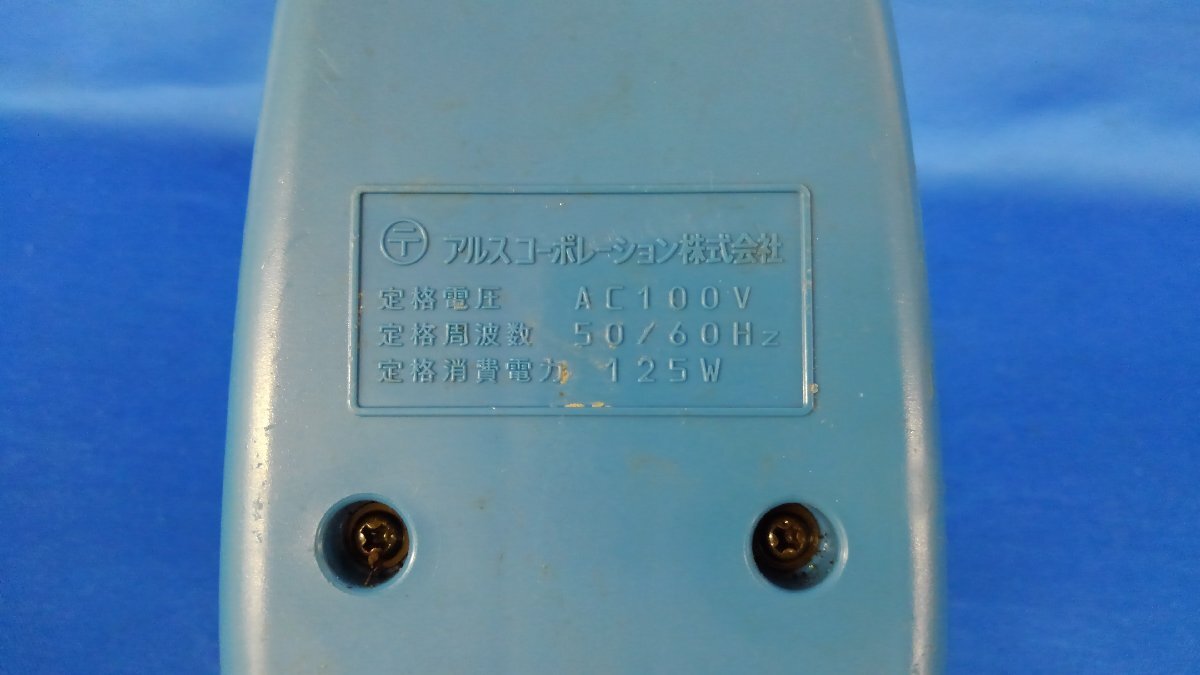 〒 アルスコーポレーション株式会社
定格電圧 AC100V
定格周波数 50/60Hz
定格消費電力 125W